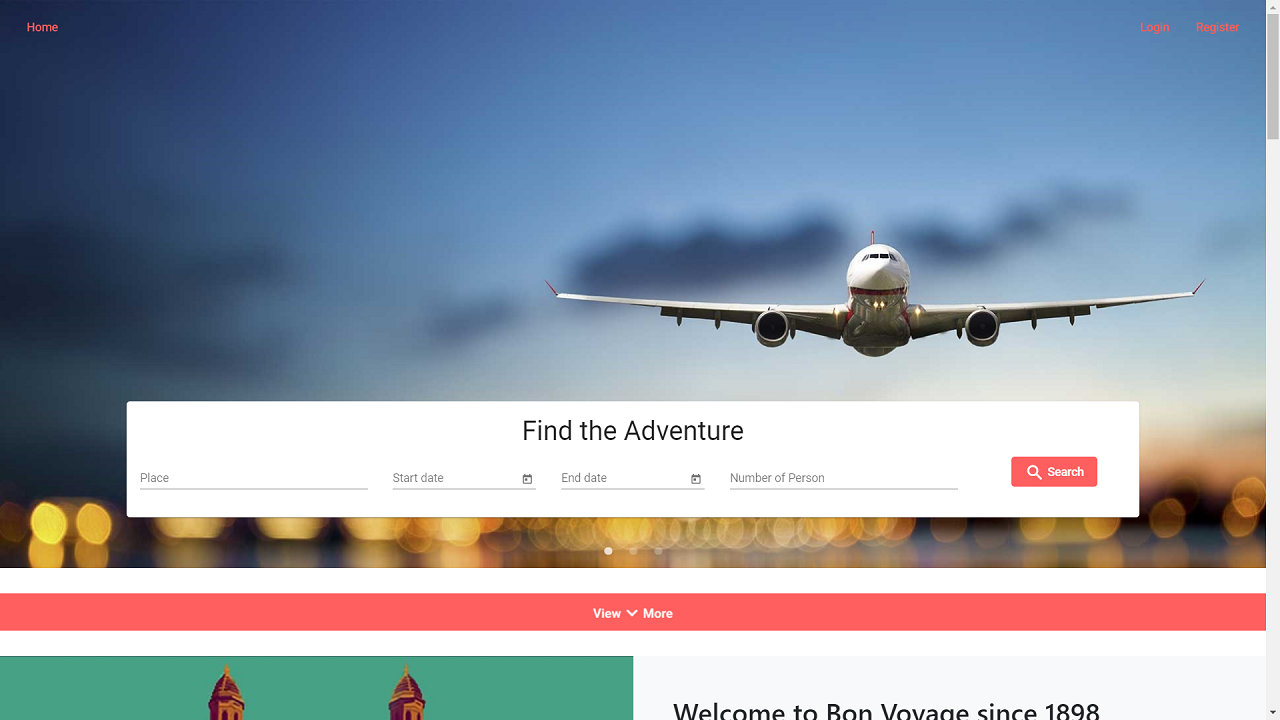 Home
Login
Register
Find the Adventure
Place
Start date
End date
Number of Person
Search
View More
Welcome to Bon Voyage since 1898